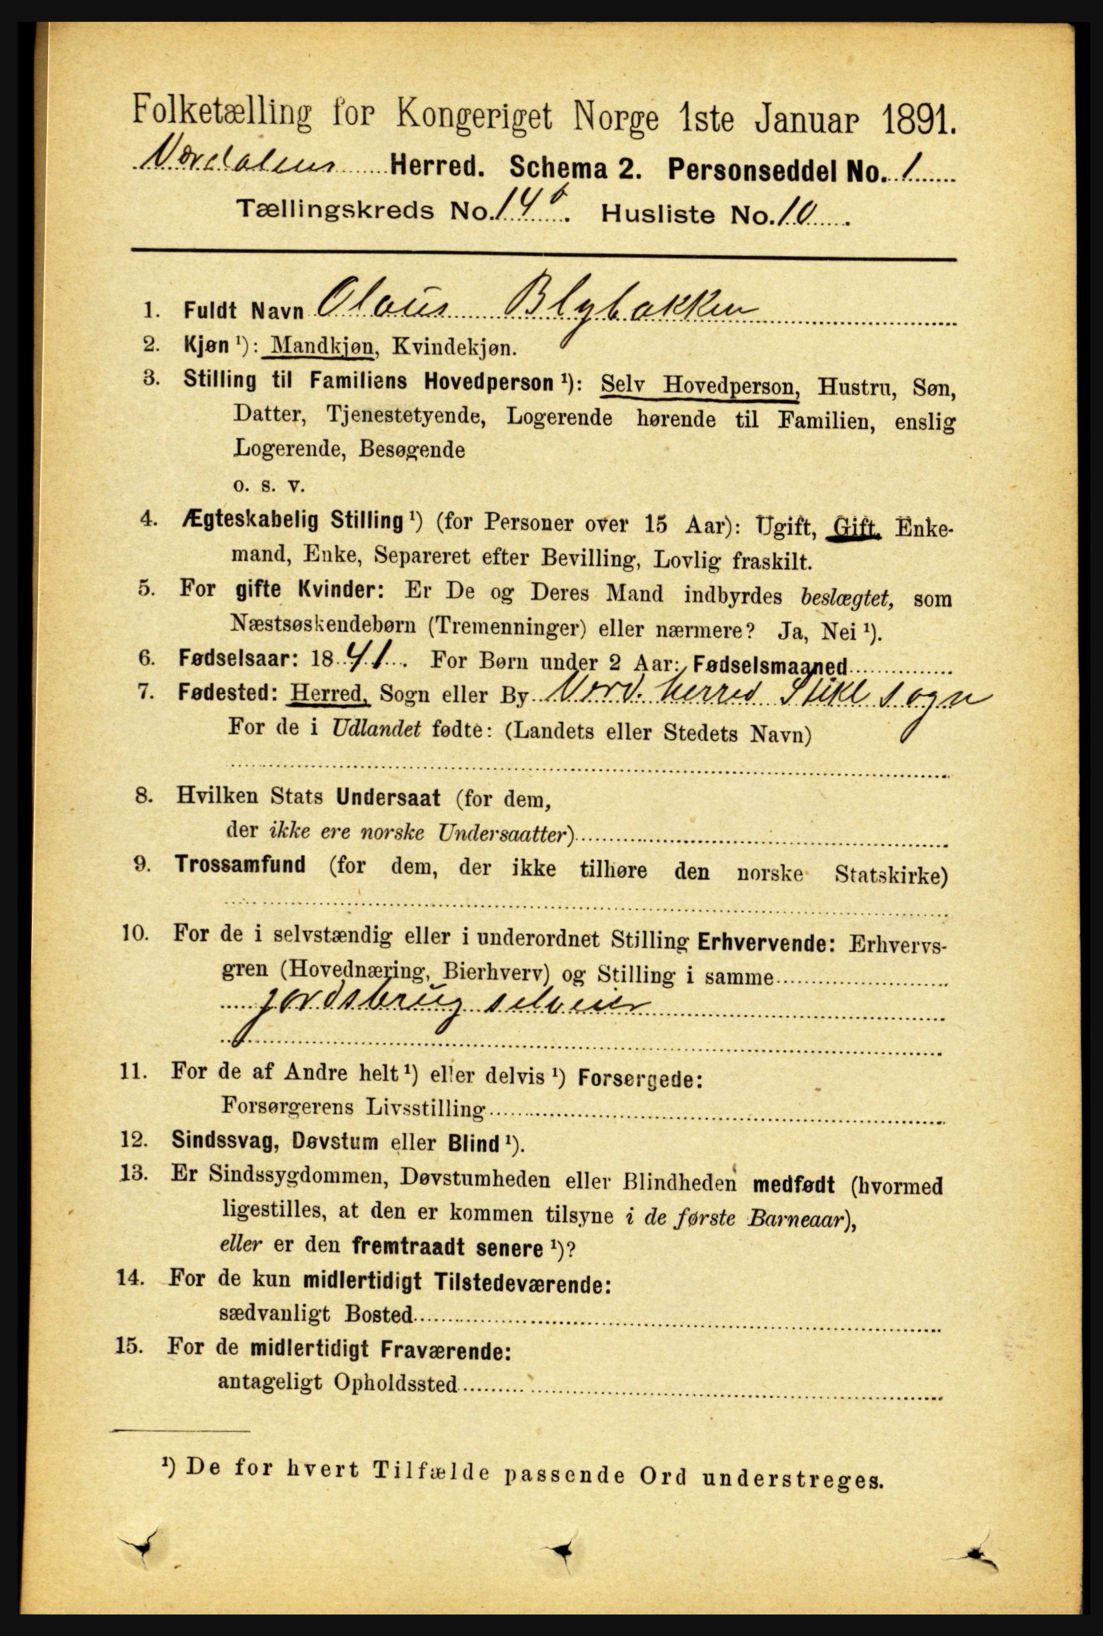 Folketælling for Kongeriget Norge 1ste Januar 1891.
Værdalens Herred. Schema 2. Personseddel No. 1
Tællingskreds No. 14b. Husliste No. 10.
1. Fuldt Navn Olaus Blybakken
2. Kjøn ¹): Mandkjøn, Kvindekjøn.
3. Stilling til Familiens Hovedperson ¹): Selv Hovedperson, Hustru, Søn,
Datter, Tjenestetyende, Logerende hørende til Familien, enslig
Logerende, Besøgende
o. s. v.
4. Ægteskabelig Stilling ¹) (for Personer over 15 Aar): Ugift, Gift, Enke-
mand, Enke, Separeret efter Bevilling, Lovlig fraskilt.
5. For gifte Kvinder: Er De og Deres Mand indbyrdes beslægtet, som
Næstsøskendebørn (Tremenninger) eller nærmere? Ja, Nei ¹).
6. Fødselsaar: 1841. For Børn under 2 Aar: Fødselsmaaned
7. Fødested: Herred, Sogn eller By Værd. herred Stikl sogn
For de i Udlandet fødte: (Landets eller Stedets Navn)
8. Hvilken Stats Undersaat (for dem,
der ikke ere norske Undersaatter)
9. Trossamfund (for dem, der ikke tilhøre den norske Statskirke)
10. For de i selvstændig eller i underordnet Stilling Erhvervende: Erhvervs-
gren (Hovednæring, Bierhverv) og Stilling i samme
jordsbrug selveier
11. For de af Andre helt ¹) eller delvis ¹) Forsørgede:
Forsørgerens Livsstilling
12. Sindssvag, Døvstum eller Blind ¹).
13. Er Sindssygdommen, Døvstumheden eller Blindheden medfødt (hvormed
ligestilles, at den er kommen tilsyne i de første Barneaar),
eller er den fremtraadt senere ¹)?
14. For de kun midlertidigt Tilstedeværende:
sædvanligt Bosted
15. For de midlertidigt Fraværende:
antageligt Opholdssted
¹) De for hvert Tilfælde passende Ord understreges.